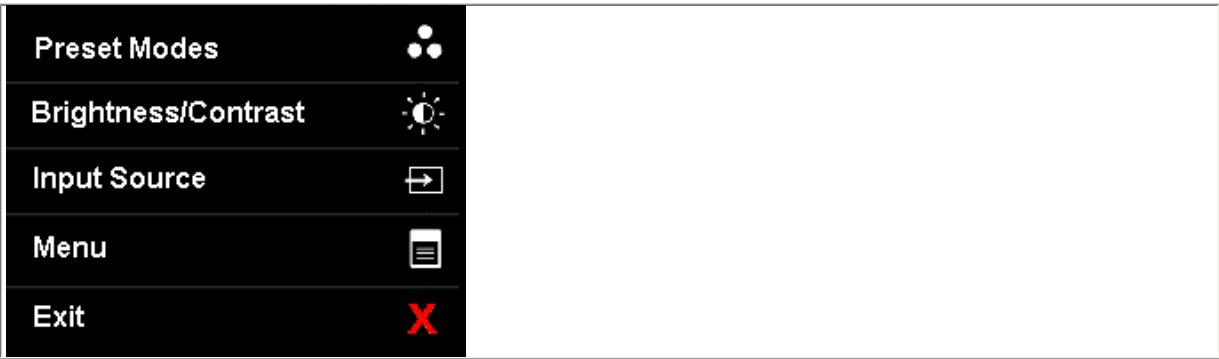 Preset Modes
Brightness/Contrast
Input Source
Menu
Exit